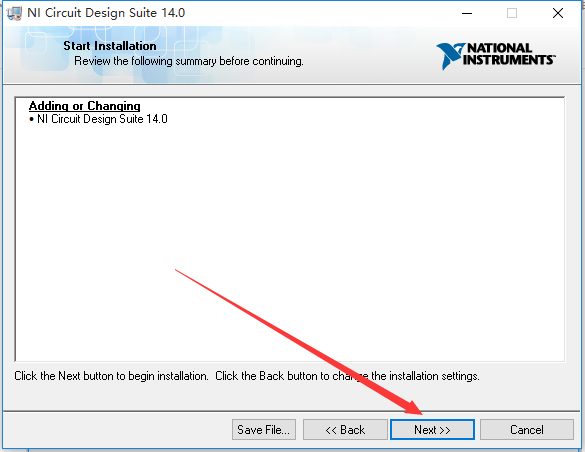 NI Circuit Design Suite 14.0
Start Installation
Review the following summary before continuing.
NATIONAL
INSTRUMENTS™
Adding or Changing
• NI Circuit Design Suite 14.0
Click the Next button to begin installation. Click the Back button to change the installation settings.
Save File...
<< Back
Next >>
Cancel